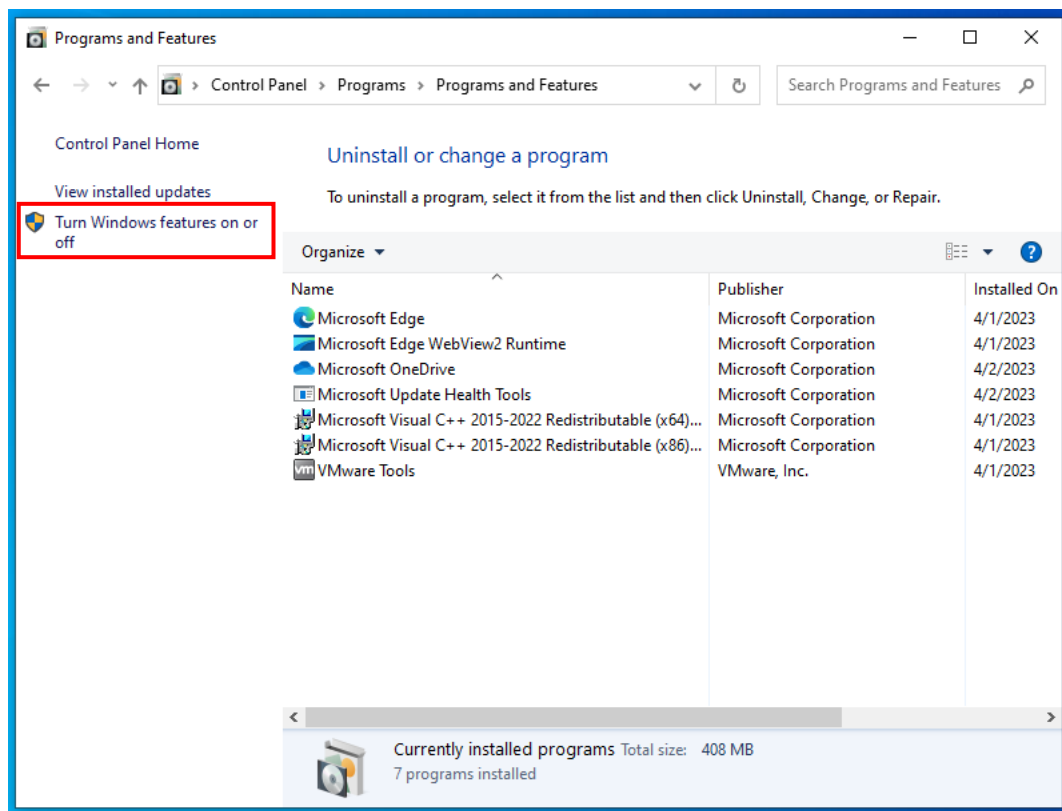 Programs and Features
Control Panel > Programs > Programs and Features
Search Programs and Features
Control Panel Home
View installed updates
Turn Windows features on or
off
Uninstall or change a program
To uninstall a program, select it from the list and then click Uninstall, Change, or Repair.
Organize
Name Publisher Installed On
Microsoft Edge Microsoft Corporation 4/1/2023
Microsoft Edge WebView2 Runtime Microsoft Corporation 4/1/2023
Microsoft OneDrive Microsoft Corporation 4/2/2023
Microsoft Update Health Tools Microsoft Corporation 4/2/2023
Microsoft Visual C++ 2015-2022 Redistributable (x64)... Microsoft Corporation 4/1/2023
Microsoft Visual C++ 2015-2022 Redistributable (x86)... Microsoft Corporation 4/1/2023
vm VMware Tools VMware, Inc. 4/1/2023
Currently installed programs Total size: 408 MB
7 programs installed